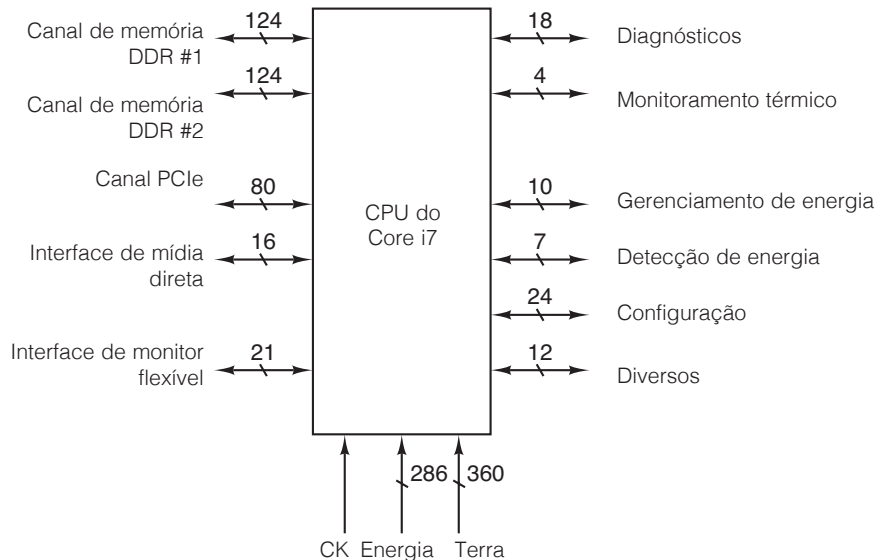 124
Canal de memória
DDR #1
124
Canal de memória
DDR #2
Canal PCIe
80
Interface de mídia
direta
16
Interface de monitor
flexível
21
CPU do
Core i7
18
Diagnósticos
4
Monitoramento térmico
10
Gerenciamento de energia
7
Detecção de energia
24
Configuração
12
Diversos
286
360
CK Energia Terra